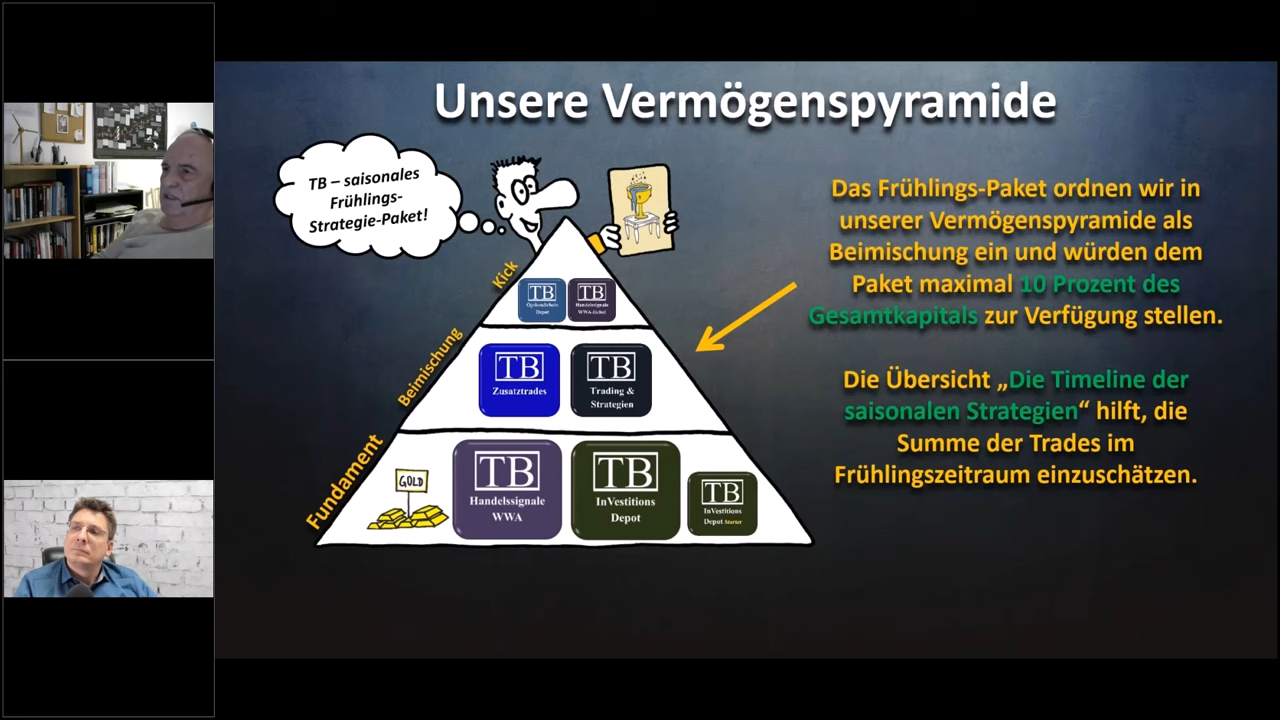 Unsere Vermögenspyramide
TB – saisonales
Frühlings-
Strategie-Paket!
Das Frühlings-Paket ordnen wir in
unserer Vermögenspyramide als
Beimischung ein und würden dem
Paket maximal 10 Prozent des
Gesamtkapitals zur Verfügung stellen.
Die Übersicht „Die Timeline der
saisonalen Strategien“ hilft, die
Summe der Trades im
Frühlingszeitraum einzuschätzen.
Kick
TB
Optionsschein
Depot
TB
Handelssignale
WWA-Hebel
Beimischung
TB
Zusatztrades
TB
Trading &
Strategien
Fundament
GOLD
TB
Handelssignale
WWA
TB
InVestitions
Depot
TB
InVestitions
Depot Starter